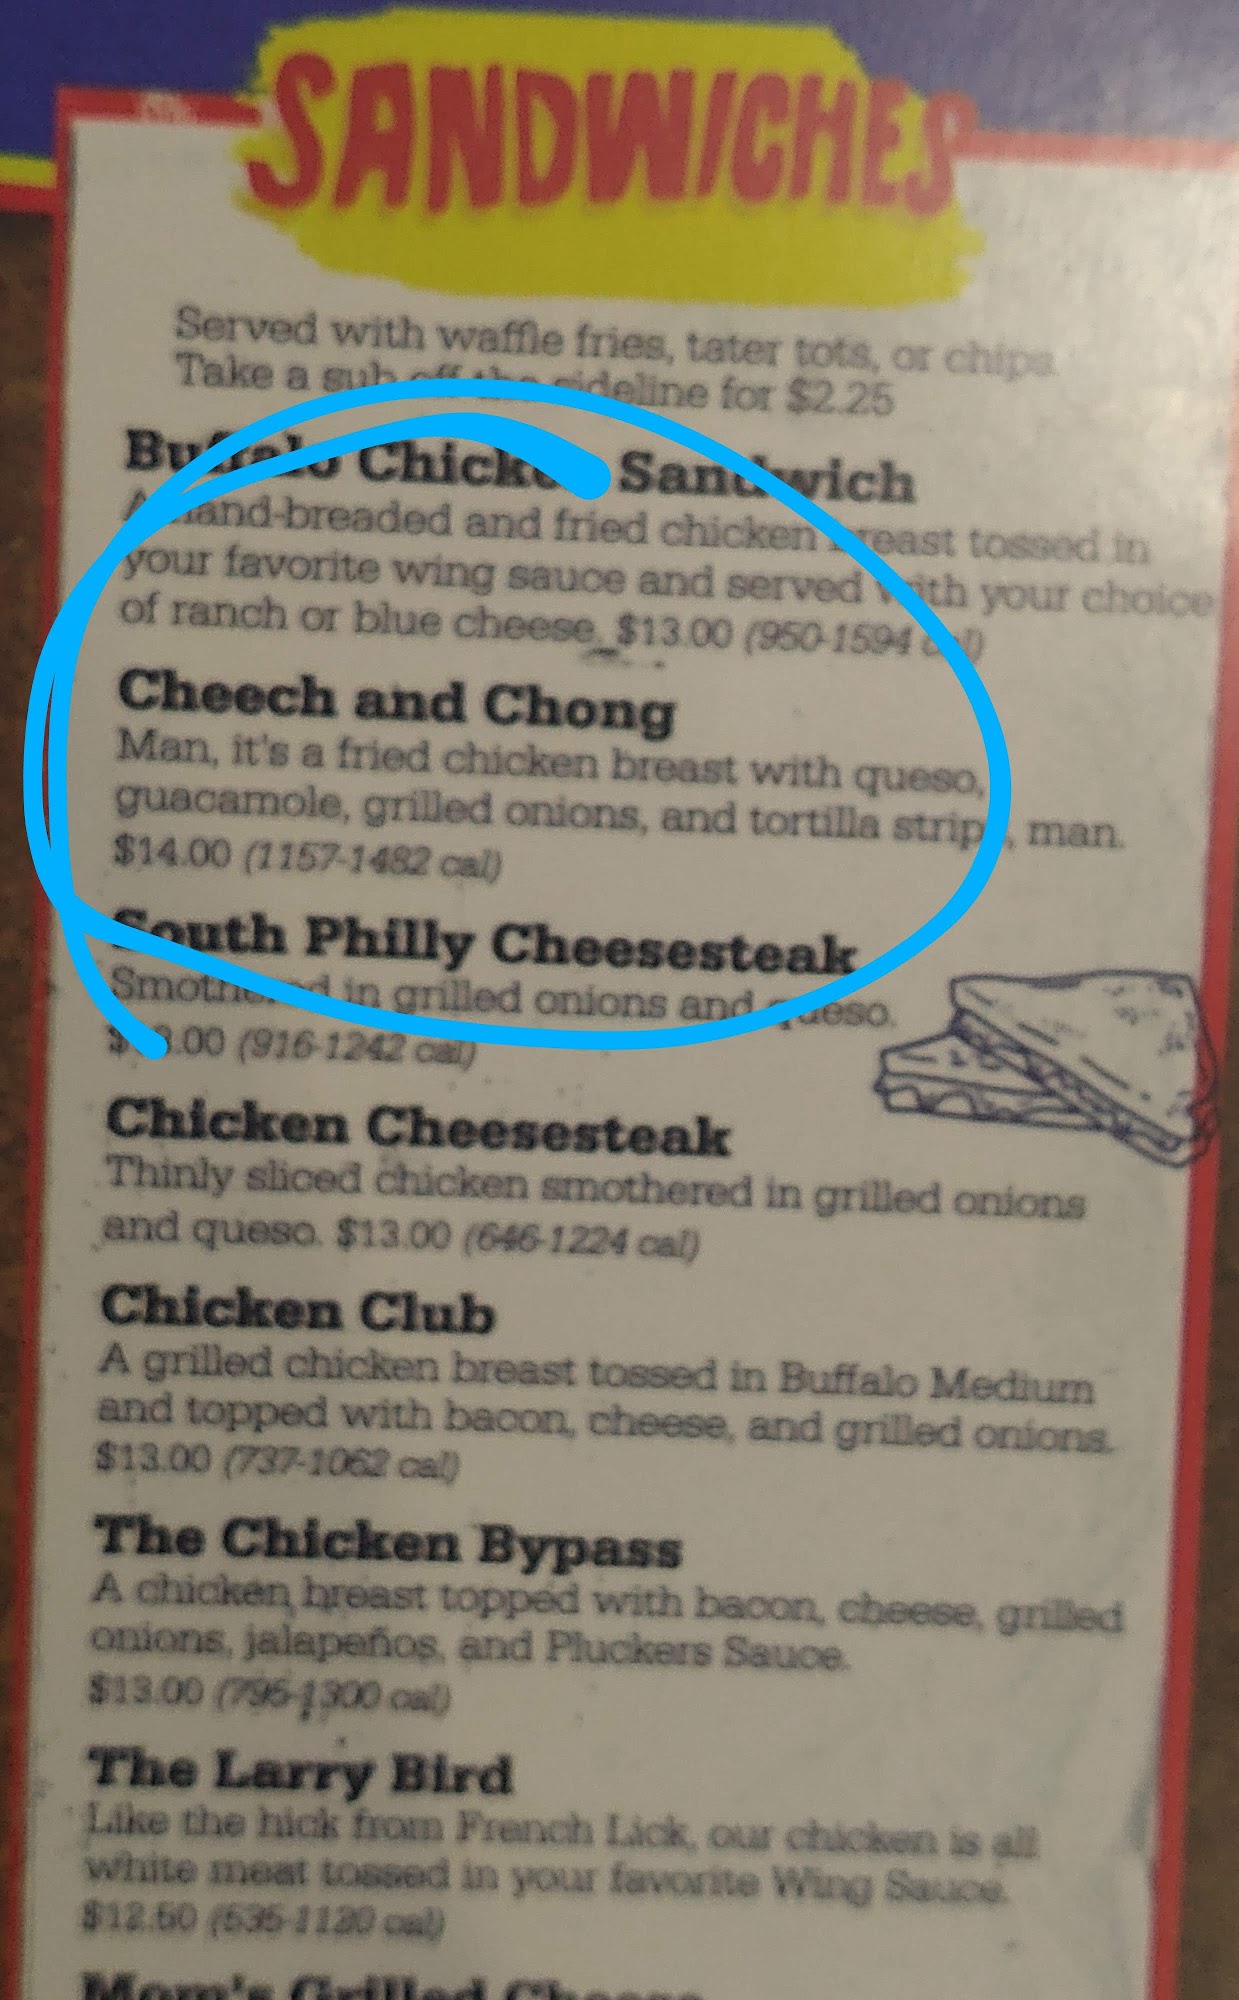 SANDWICHES
Served with waffle fries, tater tots, or chips.
Take a sub off the sideline for $2.25
Buffalo Chicken Sandwich
A hand-breaded and fried chicken breast tossed in
your favorite wing sauce and served with your choice
of ranch or blue cheese. $13.00 (950-1594 cal)
Cheech and Chong
Man, it's a fried chicken breast with queso,
guacamole, grilled onions, and tortilla strips, man.
$14.00 (1157-1482 cal)
South Philly Cheesesteak
Smothered in grilled onions and queso.
(916-1242 cal)
Chicken Cheesesteak
Thinly sliced chicken smothered in grilled onions
and queso. $13.00 (646-1224 cal)
Chicken Club
A grilled chicken breast tossed in Buffalo Medium
and topped with bacon, cheese, and grilled onions.
$13.00 (737-1062 cal)
The Chicken Bypass
A chicken breast topped with bacon, cheese, grilled
onions, jalapeños, and Pluckers Sauce.
$13.00 (795-1300 cal)
The Larry Bird
Like the hick from French Lick, our chicken is all
white meat tossed in your favorite Wing Sauce.
$12.50 (535-1120 cal)
Mom's Grilled Cheese